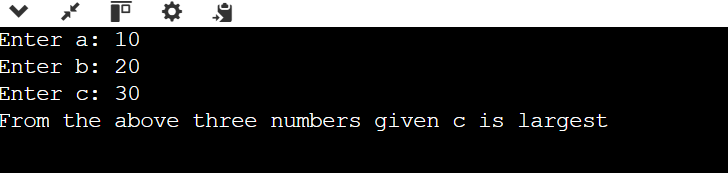 Enter a: 10
Enter b: 20
Enter c: 30
From the above three numbers given c is largest